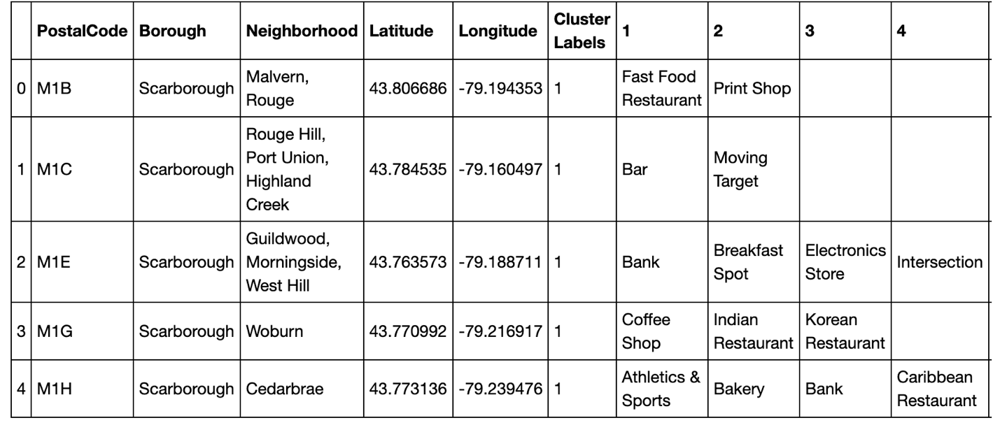 PostalCode Borough Neighborhood Latitude Longitude Cluster Labels 1 2 3 4
0 M1B Scarborough Malvern, Rouge 43.806686 -79.194353 1 Fast Food Restaurant Print Shop
1 M1C Scarborough Rouge Hill, Port Union, Highland Creek 43.784535 -79.160497 1 Bar Moving Target
2 M1E Scarborough Guildwood, Morningside, West Hill 43.763573 -79.188711 1 Bank Breakfast Spot Electronics Store Intersection
3 M1G Scarborough Woburn 43.770992 -79.216917 1 Coffee Shop Indian Restaurant Korean Restaurant
4 M1H Scarborough Cedarbrae 43.773136 -79.239476 1 Athletics & Sports Bakery Bank Caribbean Restaurant